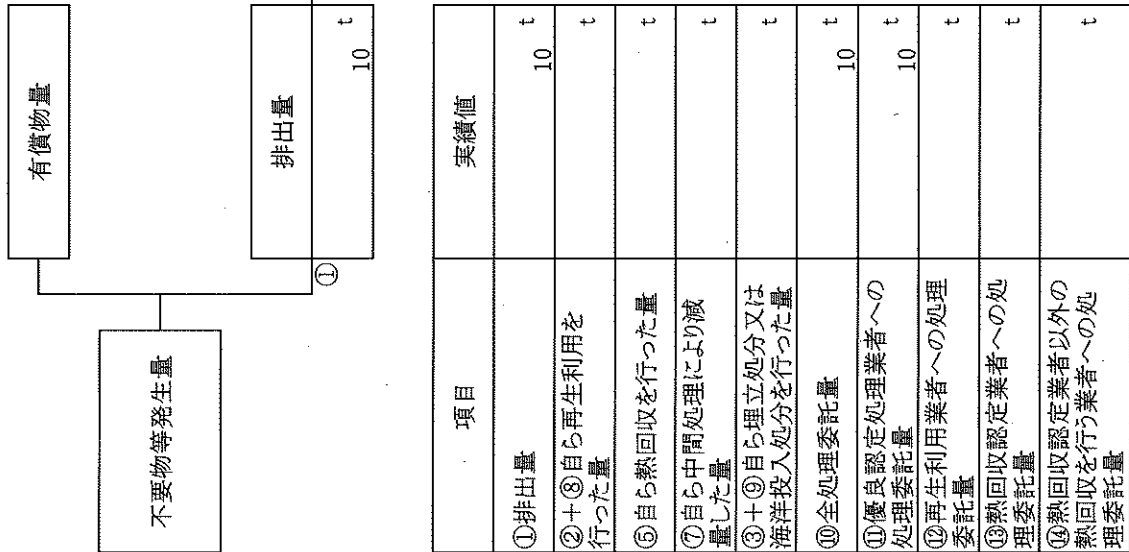 有償物量
不要物等発生量
排出量
①
10 t
項目 実績値
①排出量 10 t
②+⑧自ら再生利用を
行った量 t
⑤自ら熱回収を行った量 t
⑦自ら中間処理により減
量した量 t
③+⑨自ら埋立処分又は
海洋投入処分を行った量 t
⑩全処理委託量 10 t
⑪優良認定処理業者への
処理委託量 10 t
⑫再生利用業者への処理
委託量 t
⑬熱回収認定業者への処
理委託量 t
⑭熱回収認定業者以外の
熱回収を行う業者への処
理委託量 t